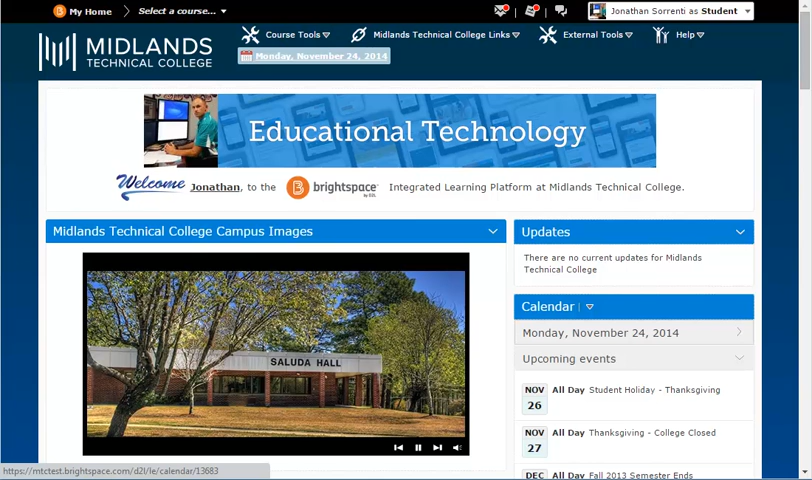 My Home
Select a course...
Jonathan Sorrenti as Student
MIDLANDS
TECHNICAL COLLEGE
Course Tools
Midlands Technical College Links
External Tools
Help
Monday, November 24, 2014
Educational Technology
Welcome Jonathan, to the brightspace by D2L Integrated Learning Platform at Midlands Technical College.
Midlands Technical College Campus Images
SALUDA HALL
Updates
There are no current updates for Midlands
Technical College
Calendar
Monday, November 24, 2014
Upcoming events
NOV
26
All Day Student Holiday - Thanksgiving
NOV
27
All Day Thanksgiving - College Closed
DEC
All Day Fall 2013 Semester Ends
https://mtctest.brightspace.com/d2l/le/calendar/13683